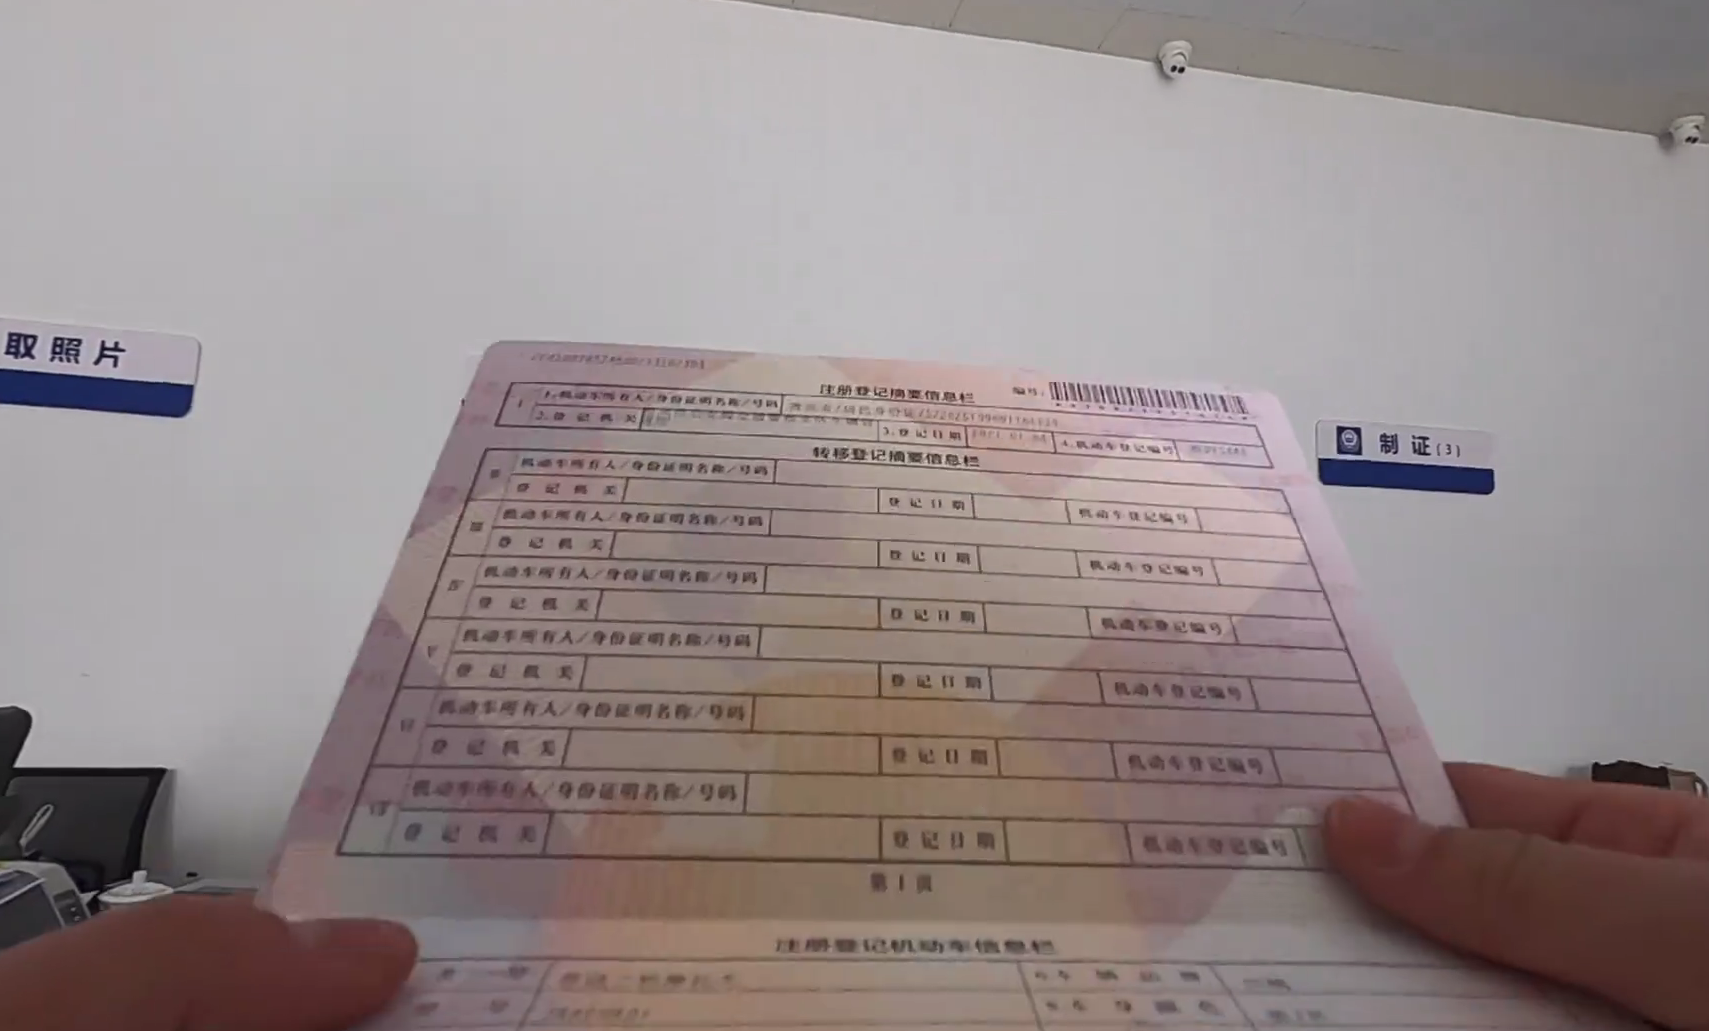 取照片
制证(3)
注册登记摘要信息栏 编号:
I 1.机动车所有人/身份证明名称/号码
2.登记机关 3.登记日期 4.机动车登记编号
转移登记摘要信息栏
II 机动车所有人/身份证明名称/号码
登记机关 登记日期 机动车登记编号
III 机动车所有人/身份证明名称/号码
登记机关 登记日期 机动车登记编号
IV 机动车所有人/身份证明名称/号码
登记机关 登记日期 机动车登记编号
V 机动车所有人/身份证明名称/号码
登记机关 登记日期 机动车登记编号
VI 机动车所有人/身份证明名称/号码
登记机关 登记日期 机动车登记编号
VII 机动车所有人/身份证明名称/号码
登记机关 登记日期 机动车登记编号
第1页
注册登记机动车信息栏